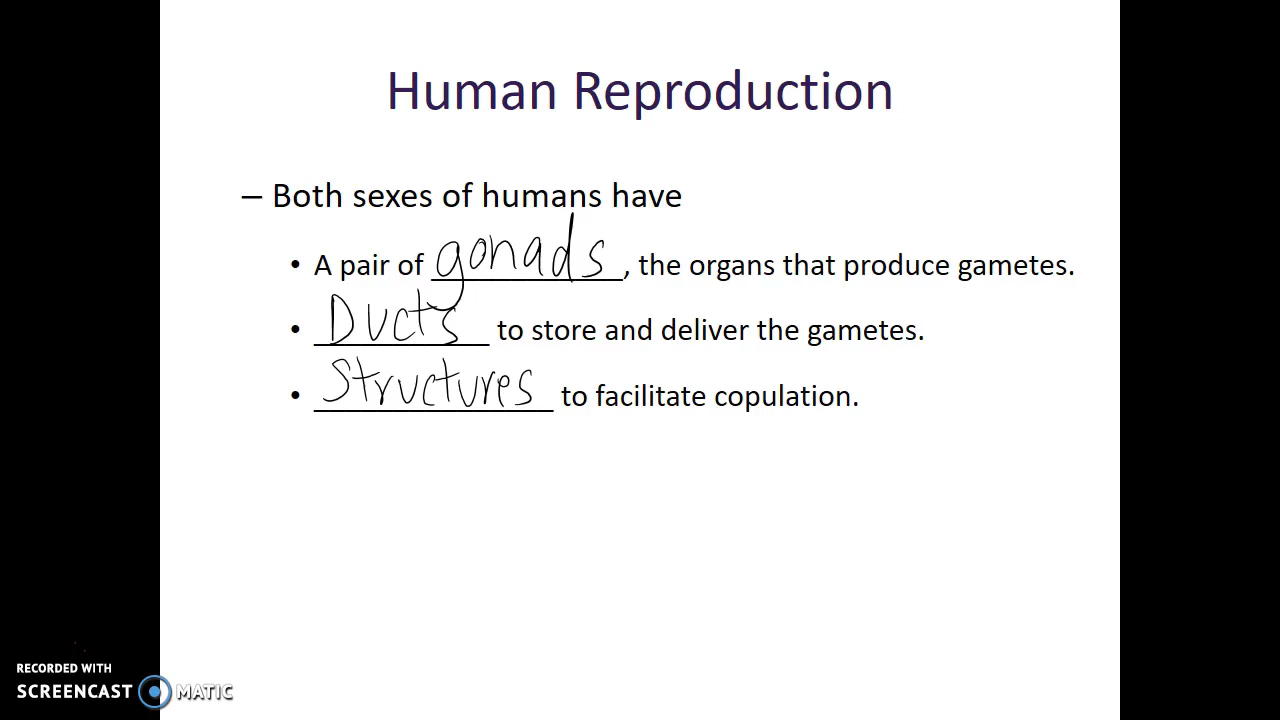 Human Reproduction
– Both sexes of humans have
• A pair of gonads, the organs that produce gametes.
• Ducts to store and deliver the gametes.
• Structures to facilitate copulation.
RECORDED WITH
SCREENCAST MATIC